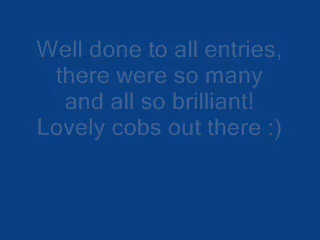 Well done to all entries,
there were so many
and all so brilliant!
Lovely cobs out there :)